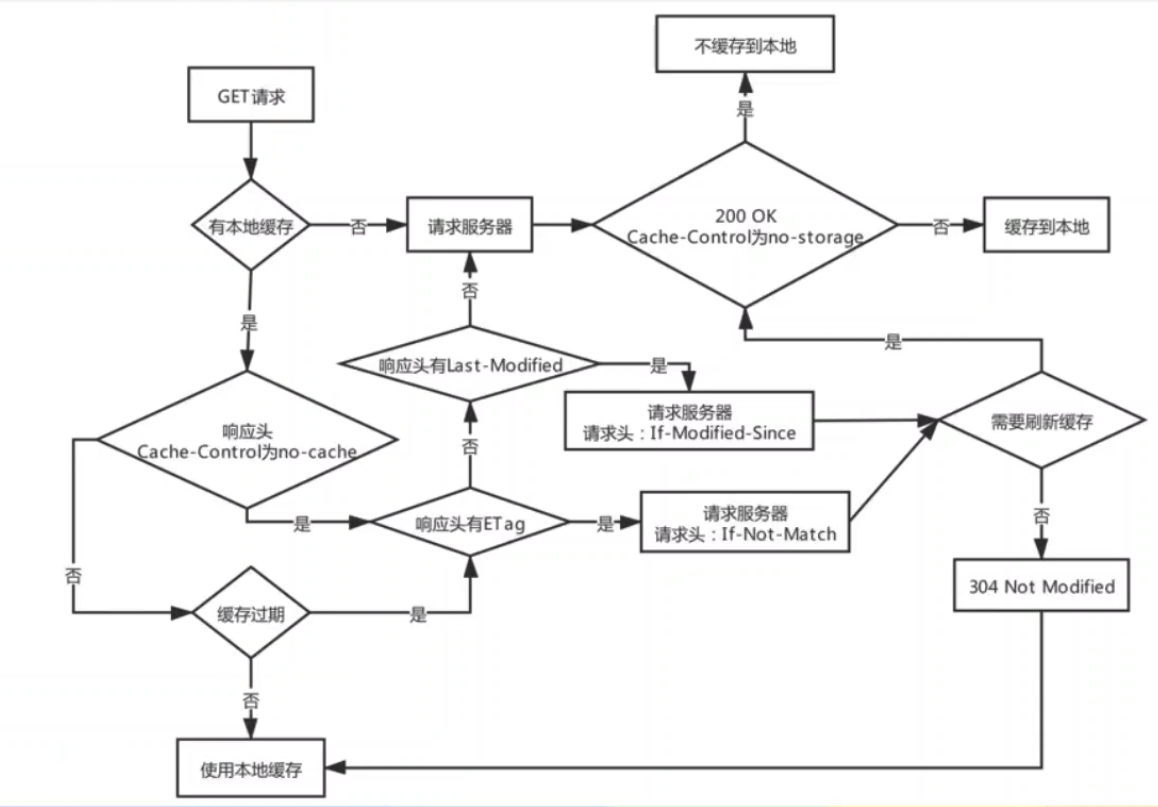 不缓存到本地
GET请求
是
有本地缓存
否
请求服务器
200 OK
Cache-Control为no-storage
否
缓存到本地
否
是
是
响应头有Last-Modified
是
请求服务器
请求头：If-Modified-Since
需要刷新缓存
响应头
Cache-Control为no-cache
否
是
响应头有ETag
是
请求服务器
请求头：If-Not-Match
否
否
304 Not Modified
缓存过期
是
否
使用本地缓存